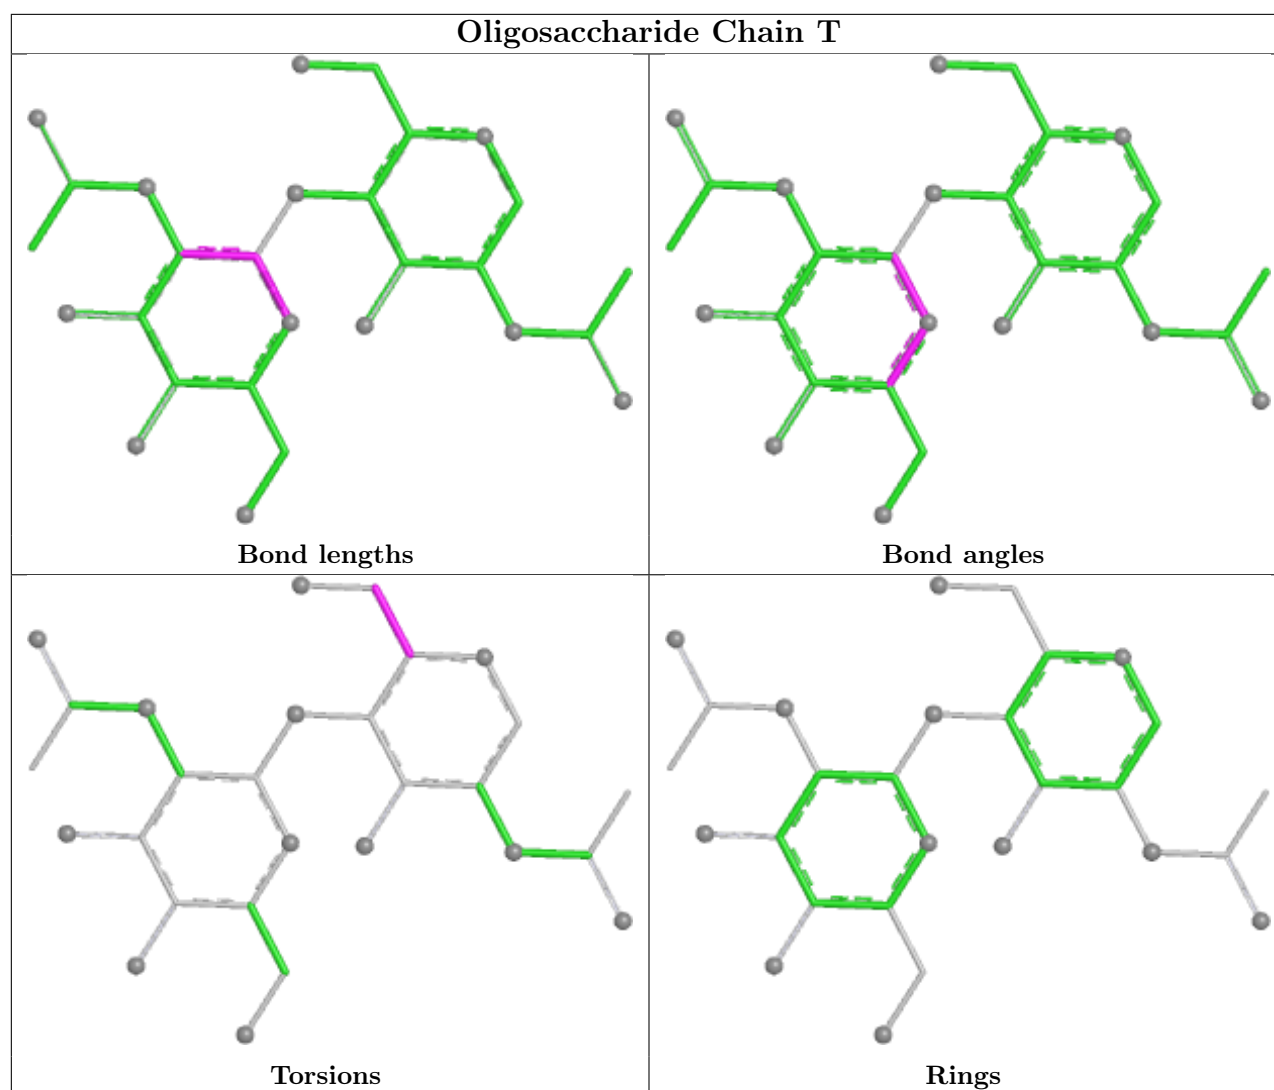 Oligosaccharide Chain T
Bond lengths
Bond angles
Torsions
Rings